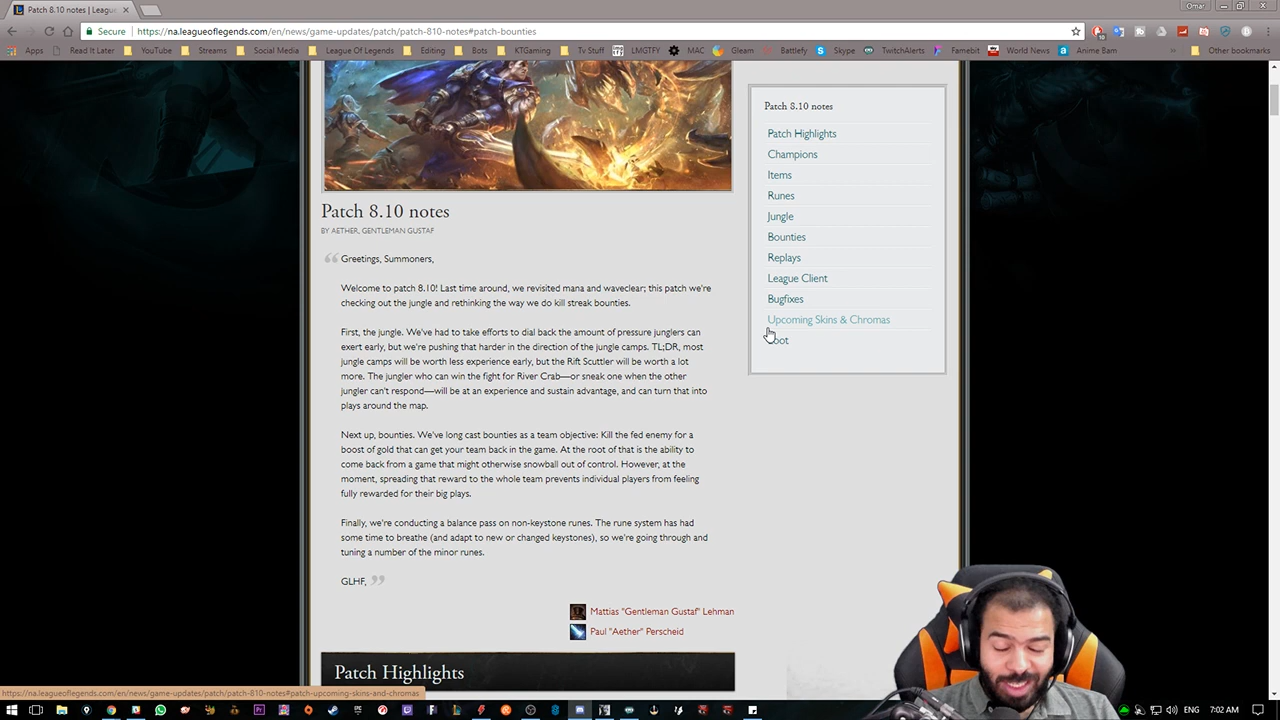 Patch 8.10 notes | Leagu
Omar
Secure
https://na.leagueoflegends.com/en/news/game-updates/patch/patch-810-notes#patch-bounties
Apps
Read It Later
YouTube
Streams
Social Media
League Of Legends
Editing
Bots
KTGaming
Tv Stuff
LMGTFY
MAC
Gleam
Battlefy
Skype
TwitchAlerts
Famebit
World News
Anime Bam
»
Other bookmarks
Patch 8.10 notes
BY AETHER, GENTLEMAN GUSTAF
Greetings, Summoners,
Welcome to patch 8.10! Last time around, we revisited mana and waveclear; this patch we're
checking out the jungle and rethinking the way we do kill streak bounties.
First, the jungle. We've had to take efforts to dial back the amount of pressure junglers can
exert early, but we're pushing that harder in the direction of the jungle camps. TL;DR, most
jungle camps will be worth less experience early, but the Rift Scuttler will be worth a lot
more. The jungler who can win the fight for River Crab—or sneak one when the other
jungler can't respond—will be at an experience and sustain advantage, and can turn that into
plays around the map.
Next up, bounties. We've long cast bounties as a team objective: Kill the fed enemy for a
boost of gold that can get your team back in the game. At the root of that is the ability to
come back from a game that might otherwise snowball out of control. However, at the
moment, spreading that reward to the whole team prevents individual players from feeling
fully rewarded for their big plays.
Finally, we're conducting a balance pass on non-keystone runes. The rune system has had
some time to breathe (and adapt to new or changed keystones), so we're going through and
tuning a number of the minor runes.
GLHF,
Mattias "Gentleman Gustaf" Lehman
Paul "Aether" Perscheid
Patch Highlights
Patch 8.10 notes
Patch Highlights
Champions
Items
Runes
Jungle
Bounties
Replays
League Client
Bugfixes
Upcoming Skins & Chromas
oot
https://na.leagueoflegends.com/en/news/game-updates/patch/patch-810-notes#patch-upcoming-skins-and-chromas
ENG
7:02 AM